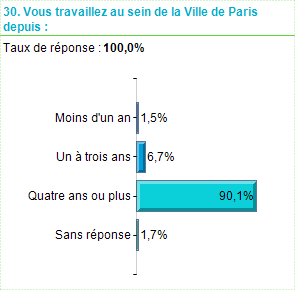 30. Vous travaillez au sein de la Ville de Paris
depuis :
Taux de réponse : 100,0%
Moins d'un an 1,5%
Un à trois ans 6,7%
Quatre ans ou plus 90,1%
Sans réponse 1,7%